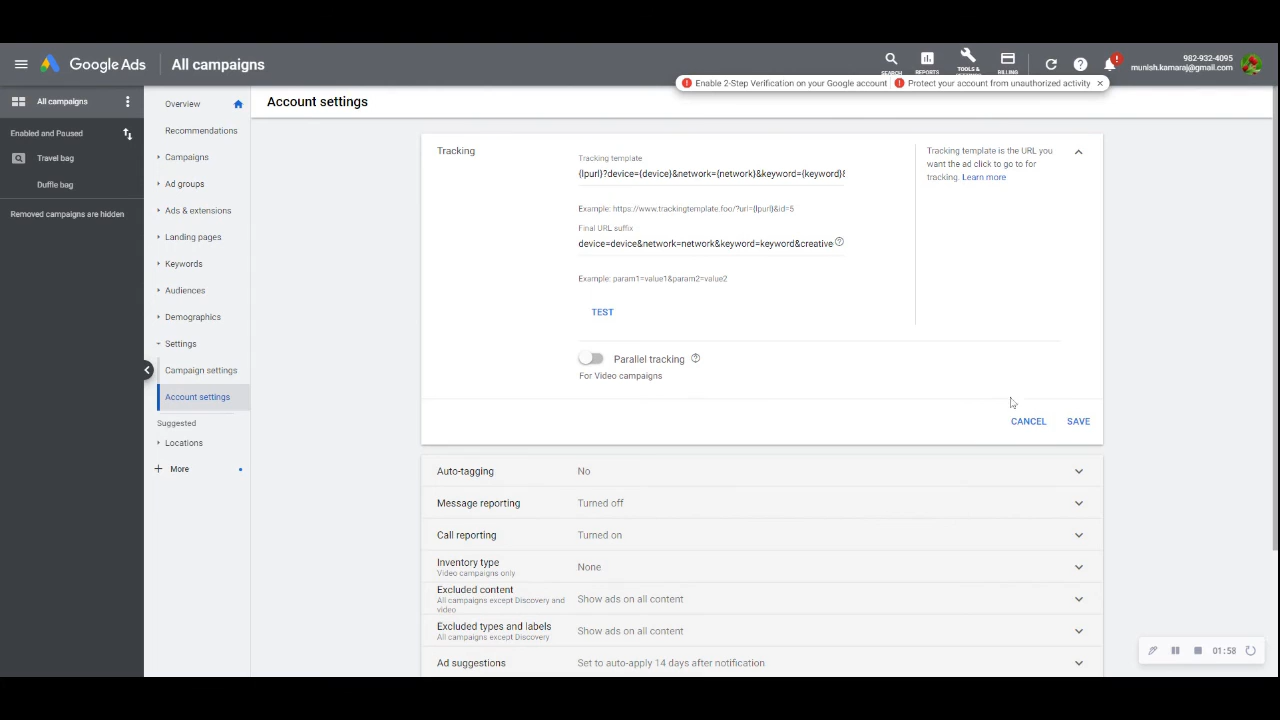 Google Ads
All campaigns
SEARCH
REPORTS
TOOLS &
BILLING
!
982-932-4095
munish.kamaraj@gmail.com
Enable 2-Step Verification on your Google account
Protect your account from unauthorized activity
All campaigns
Enabled and Paused
Travel bag
Duffle bag
Removed campaigns are hidden
Overview
Recommendations
Campaigns
Ad groups
Ads & extensions
Landing pages
Keywords
Audiences
Demographics
Settings
Campaign settings
Account settings
Suggested
Locations
More
Account settings
Tracking
Tracking template
{lpurl}?device={device}&network={network}&keyword={keyword}&
Example: https://www.trackingtemplate.foo/?url={lpurl}&id=5
Final URL suffix
device=device&network=network&keyword=keyword&creative
Example: param1=value1&param2=value2
TEST
Parallel tracking
For Video campaigns
Tracking template is the URL you
want the ad click to go to for
tracking. Learn more
CANCEL
SAVE
Auto-tagging
No
Message reporting
Turned off
Call reporting
Turned on
Inventory type
Video campaigns only
None
Excluded content
All campaigns except Discovery and
video
Show ads on all content
Excluded types and labels
All campaigns except Discovery
Show ads on all content
Ad suggestions
Set to auto-apply 14 days after notification
01:58